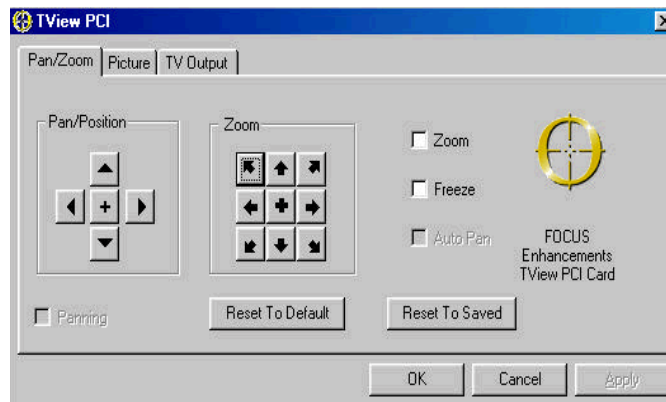 TView PCI
Pan/Zoom Picture TV Output
Pan/Position
Zoom
Zoom
Freeze
Auto Pan
FOCUS
Enhancements
TView PCI Card
Panning
Reset To Default
Reset To Saved
OK
Cancel
Apply